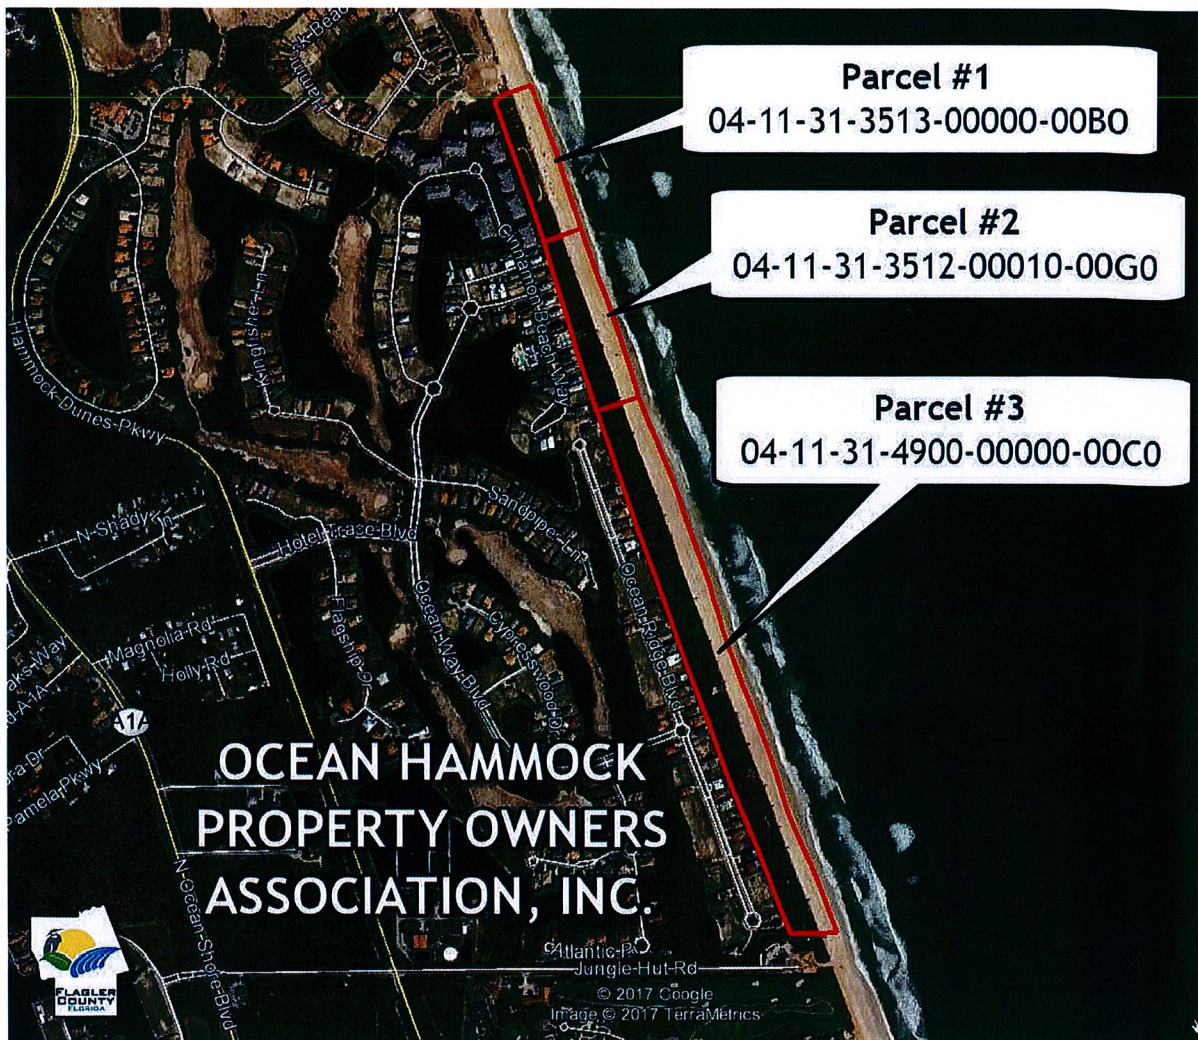 Parcel #1
04-11-31-3513-00000-00B0
Parcel #2
04-11-31-3512-00010-00G0
Parcel #3
04-11-31-4900-00000-00C0
Cinnamon-Beach-Way
Kingfisher-Ln
Hammock-Dunes-Pkwy
Sandpiper-Ln
N-Shady-Ln
Hotel-Trace-Blvd
Ocean-Ridge-Blvd
Ocean-Way-Blvd
Flagship-Dr
Cypresswood-Dr
Magnolia-Rd
Holly-Rd
A1A
Pamela-Pkwy
N-Ocean-Shore-Blvd
OCEAN HAMMOCK
PROPERTY OWNERS
ASSOCIATION, INC.
Jungle-Hut-Rd
© 2017 Google
Image © 2017 TerraMetrics
FLAGLER
COUNTY
FLORIDA